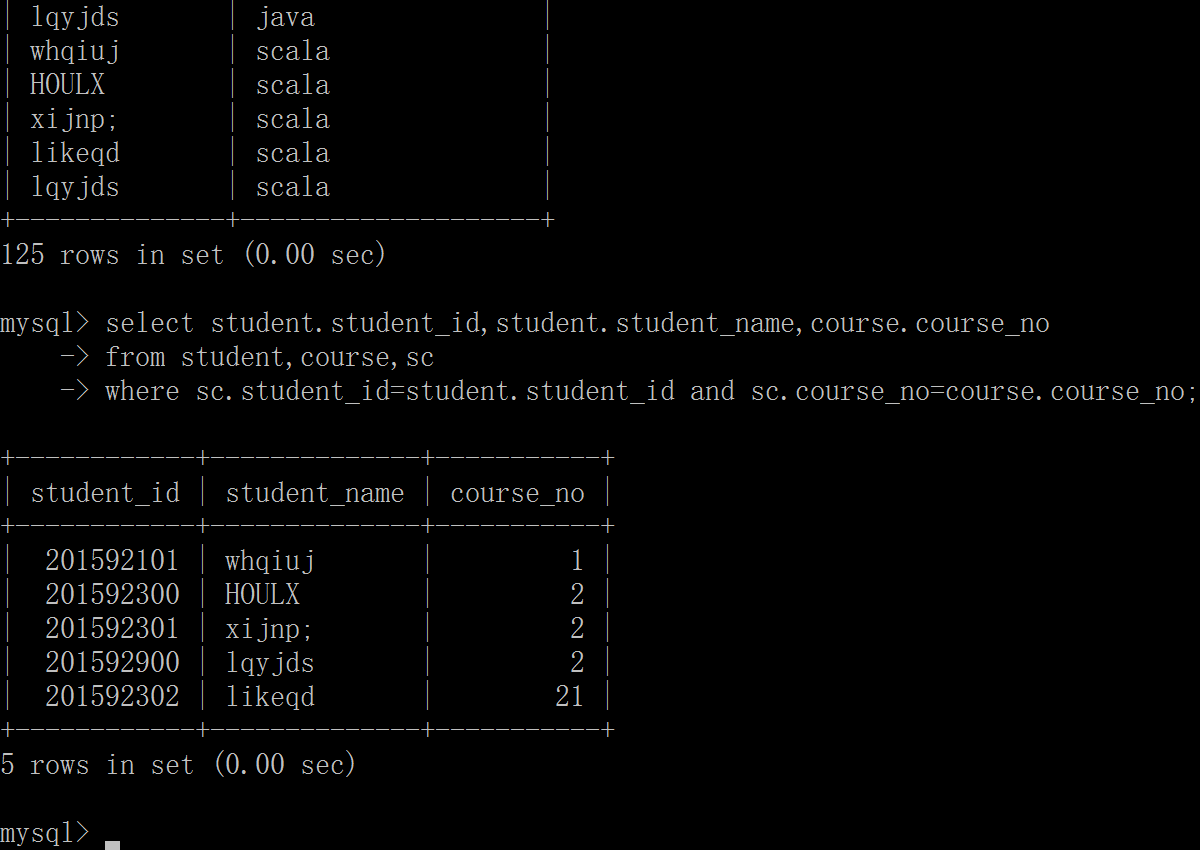 | lqyjds       | java               |
| whqiuj       | scala              |
| HOULX        | scala              |
| xijnp;       | scala              |
| likeqd       | scala              |
| lqyjds       | scala              |
+--------------+--------------------+
125 rows in set (0.00 sec)
mysql> select student.student_id,student.student_name,course.course_no
    -> from student,course,sc
    -> where sc.student_id=student.student_id and sc.course_no=course.course_no;
+------------+--------------+-----------+
| student_id | student_name | course_no |
+------------+--------------+-----------+
|  201592101 | whqiuj       |         1 |
|  201592300 | HOULX        |         2 |
|  201592301 | xijnp;       |         2 |
|  201592900 | lqyjds       |         2 |
|  201592302 | likeqd       |        21 |
+------------+--------------+-----------+
5 rows in set (0.00 sec)
mysql>